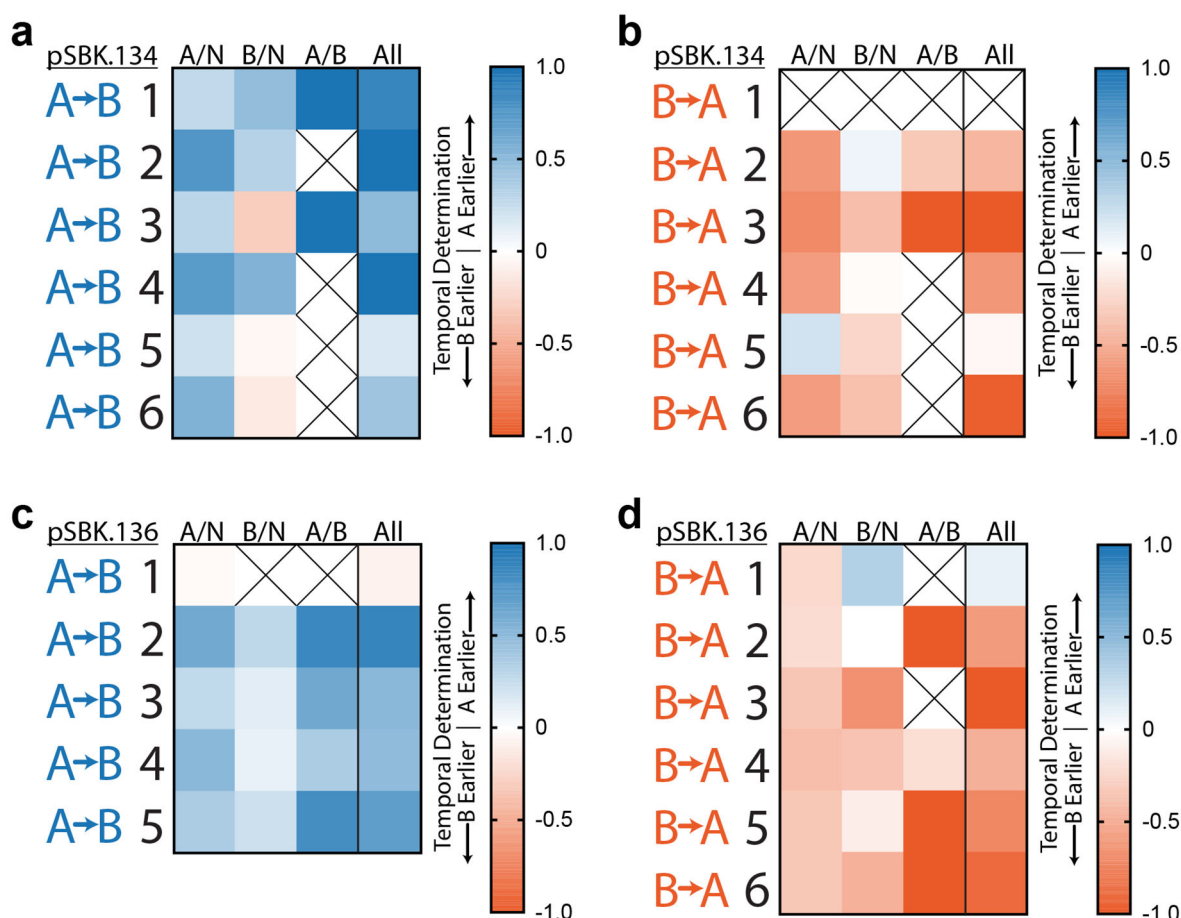 a
pSBK.134 A/N B/N A/B All
A→B 1
A→B 2
A→B 3
A→B 4
A→B 5
A→B 6
1.0
0.5
0
-0.5
-1.0
Temporal Determination
←B Earlier | A Earlier→
b
pSBK.134 A/N B/N A/B All
B→A 1
B→A 2
B→A 3
B→A 4
B→A 5
B→A 6
1.0
0.5
0
-0.5
-1.0
Temporal Determination
←B Earlier | A Earlier→
c
pSBK.136 A/N B/N A/B All
A→B 1
A→B 2
A→B 3
A→B 4
A→B 5
1.0
0.5
0
-0.5
-1.0
Temporal Determination
←B Earlier | A Earlier→
d
pSBK.136 A/N B/N A/B All
B→A 1
B→A 2
B→A 3
B→A 4
B→A 5
B→A 6
1.0
0.5
0
-0.5
-1.0
Temporal Determination
←B Earlier | A Earlier→